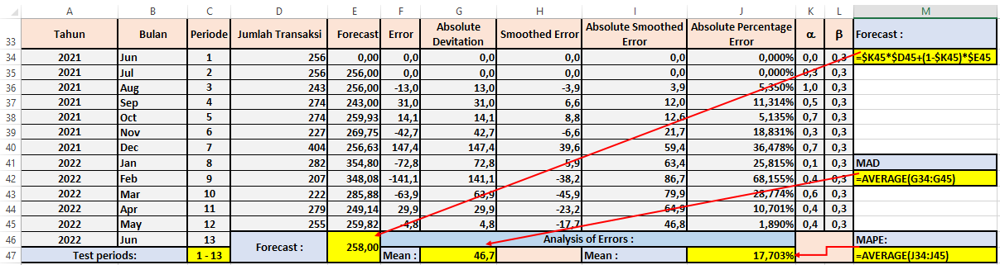 A B C D E F G H I J K L M
33 Tahun Bulan Periode Jumlah Transaksi Forecast Error Absolute Devitation Smoothed Error Absolute Smoothed Error Absolute Percentage Error α β Forecast :
34 2021 Jun 1 256 0,00 0,0 0,0 0,0 0,0 0,000% 0,0 0,3 =$K45*$D45+(1-$K45)*$E45
35 2021 Jul 2 256 256,00 0,0 0,0 0,0 0,0 0,000% 0,3 0,3
36 2021 Aug 3 243 256,00 -13,0 13,0 -3,9 3,9 5,350% 1,0 0,3
37 2021 Sep 4 274 243,00 31,0 31,0 6,6 12,0 11,314% 0,5 0,3
38 2021 Oct 5 274 259,93 14,1 14,1 8,8 12,6 5,135% 0,7 0,3
39 2021 Nov 6 227 269,75 -42,7 42,7 -6,6 21,7 18,831% 0,3 0,3
40 2021 Dec 7 404 256,63 147,4 147,4 39,6 59,4 36,478% 0,7 0,3
41 2022 Jan 8 282 354,80 -72,8 72,8 5,9 63,4 25,815% 0,1 0,3 MAD
42 2022 Feb 9 207 348,08 -141,1 141,1 -38,2 86,7 68,155% 0,4 0,3 =AVERAGE(G34:G45)
43 2022 Mar 10 222 285,88 -63,9 63,9 -45,9 79,9 28,774% 0,6 0,3
44 2022 Apr 11 279 249,14 29,9 29,9 -23,2 64,9 10,701% 0,4 0,3
45 2022 May 12 255 259,82 -4,8 4,8 -17,7 46,8 1,890% 0,4 0,3
46 2022 Jun 13 Forecast : 258,00 Analysis of Errors : MAPE:
47 Test periods: 1 - 13 Mean : 46,7 Mean : 17,703% =AVERAGE(J34:J45)